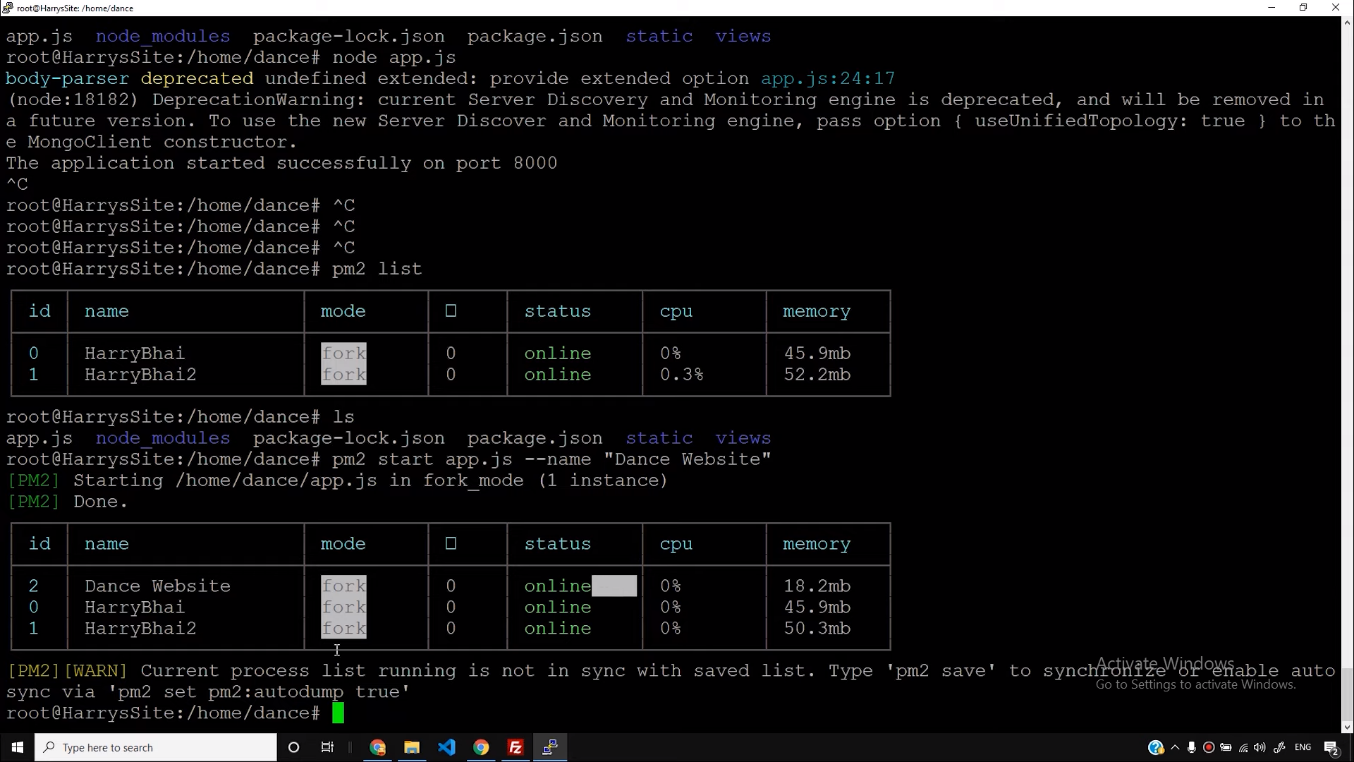 root@HarrysSite: /home/dance
app.js node_modules package-lock.json package.json static views
root@HarrysSite:/home/dance# node app.js
body-parser deprecated undefined extended: provide extended option app.js:24:17
(node:18182) DeprecationWarning: current Server Discovery and Monitoring engine is deprecated, and will be removed in
a future version. To use the new Server Discover and Monitoring engine, pass option { useUnifiedTopology: true } to th
e MongoClient constructor.
The application started successfully on port 8000
^C
root@HarrysSite:/home/dance# ^C
root@HarrysSite:/home/dance# ^C
root@HarrysSite:/home/dance# ^C
root@HarrysSite:/home/dance# pm2 list
id name mode □ status cpu memory
0 HarryBhai fork 0 online 0% 45.9mb
1 HarryBhai2 fork 0 online 0.3% 52.2mb
root@HarrysSite:/home/dance# ls
app.js node_modules package-lock.json package.json static views
root@HarrysSite:/home/dance# pm2 start app.js --name "Dance Website"
[PM2] Starting /home/dance/app.js in fork_mode (1 instance)
[PM2] Done.
id name mode □ status cpu memory
2 Dance Website fork 0 online 0% 18.2mb
0 HarryBhai fork 0 online 0% 45.9mb
1 HarryBhai2 fork 0 online 0% 50.3mb
[PM2][WARN] Current process list running is not in sync with saved list. Type 'pm2 save' to synchronize or enable auto
sync via 'pm2 set pm2:autodump true'
root@HarrysSite:/home/dance#
Activate Windows
Go to Settings to activate Windows.
Type here to search
ENG
2